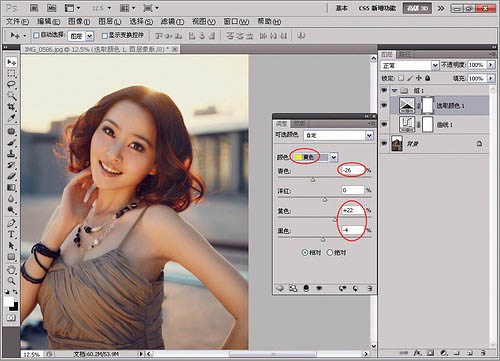 Ps 12.5 基本 CSS 新增功能 高级 3D
文件(F) 编辑(E) 图像(I) 图层(L) 选择(S) 滤镜(T) 视图(V) 窗口(W) 帮助(H)
自动选择: 图层 显示变换控件
IMG_0586.jpg @ 12.5% (选取颜色 1, 图层蒙版/8) *
图层
正常 不透明度: 100%
锁定: 填充: 100%
组 1
选取颜色 1
曲线 1
背景
调整
可选颜色 自定
颜色: 黄色
青色: -26 %
洋红: 0 %
黄色: +22 %
黑色: -4 %
相对 绝对
12.5% 文档:60.2M/53.9M